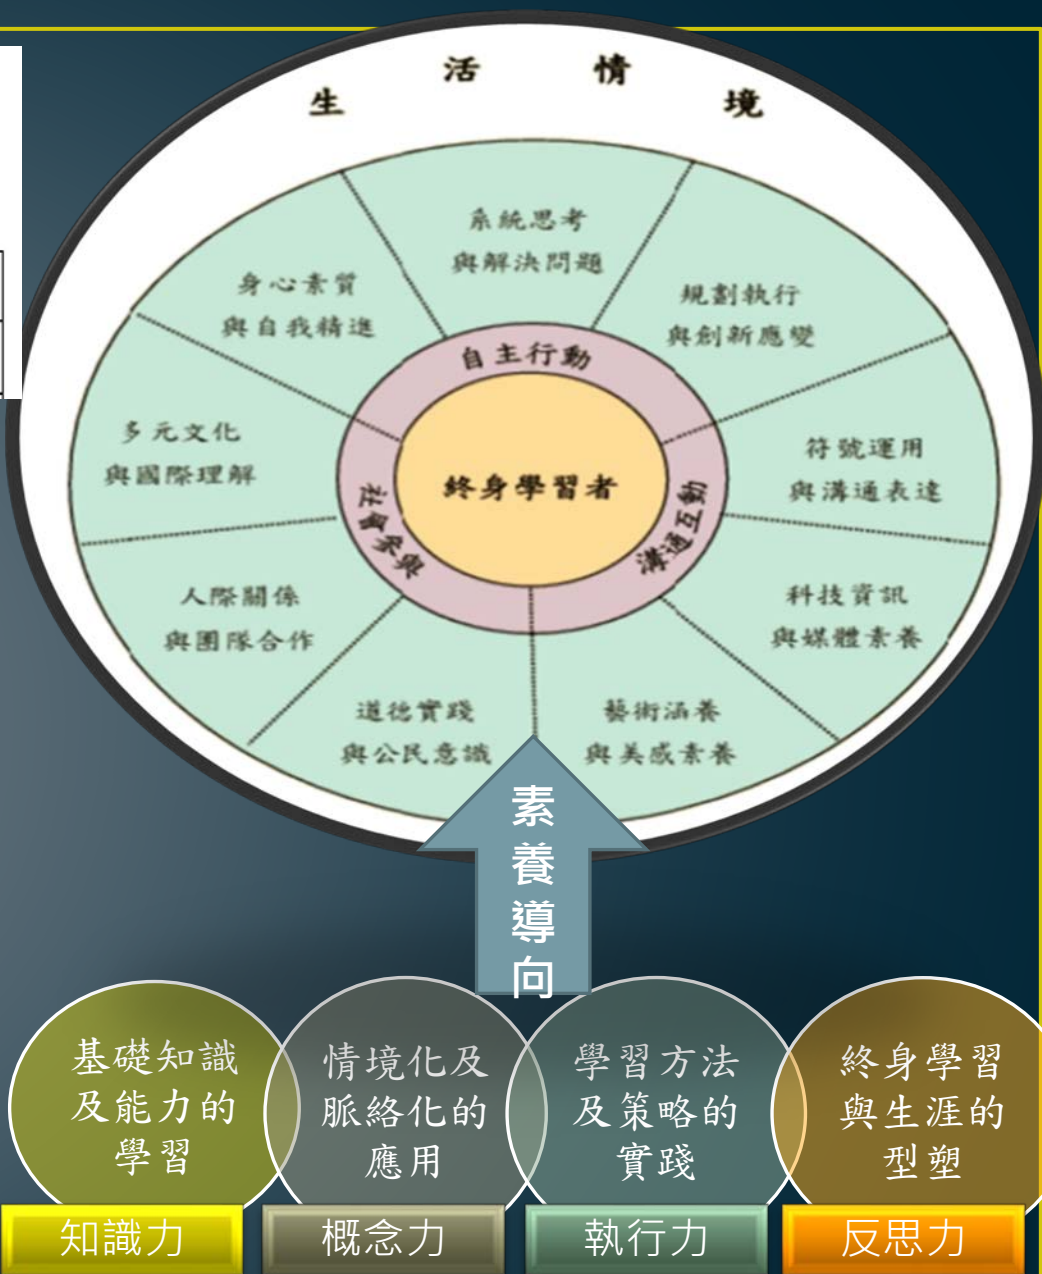 生活情境
系統思考
與解決問題
身心素質
與自我精進
規劃執行
與創新應變
自主行動
多元文化
與國際理解
終身學習者
符號運用
與溝通表達
社會參與
溝通互動
人際關係
與團隊合作
科技資訊
與媒體素養
道德實踐
與公民意識
藝術涵養
與美感素養
素養導向
基礎知識
及能力的
學習
情境化及
脈絡化的
應用
學習方法
及策略的
實踐
終身學習
與生涯的
型塑
知識力
概念力
執行力
反思力